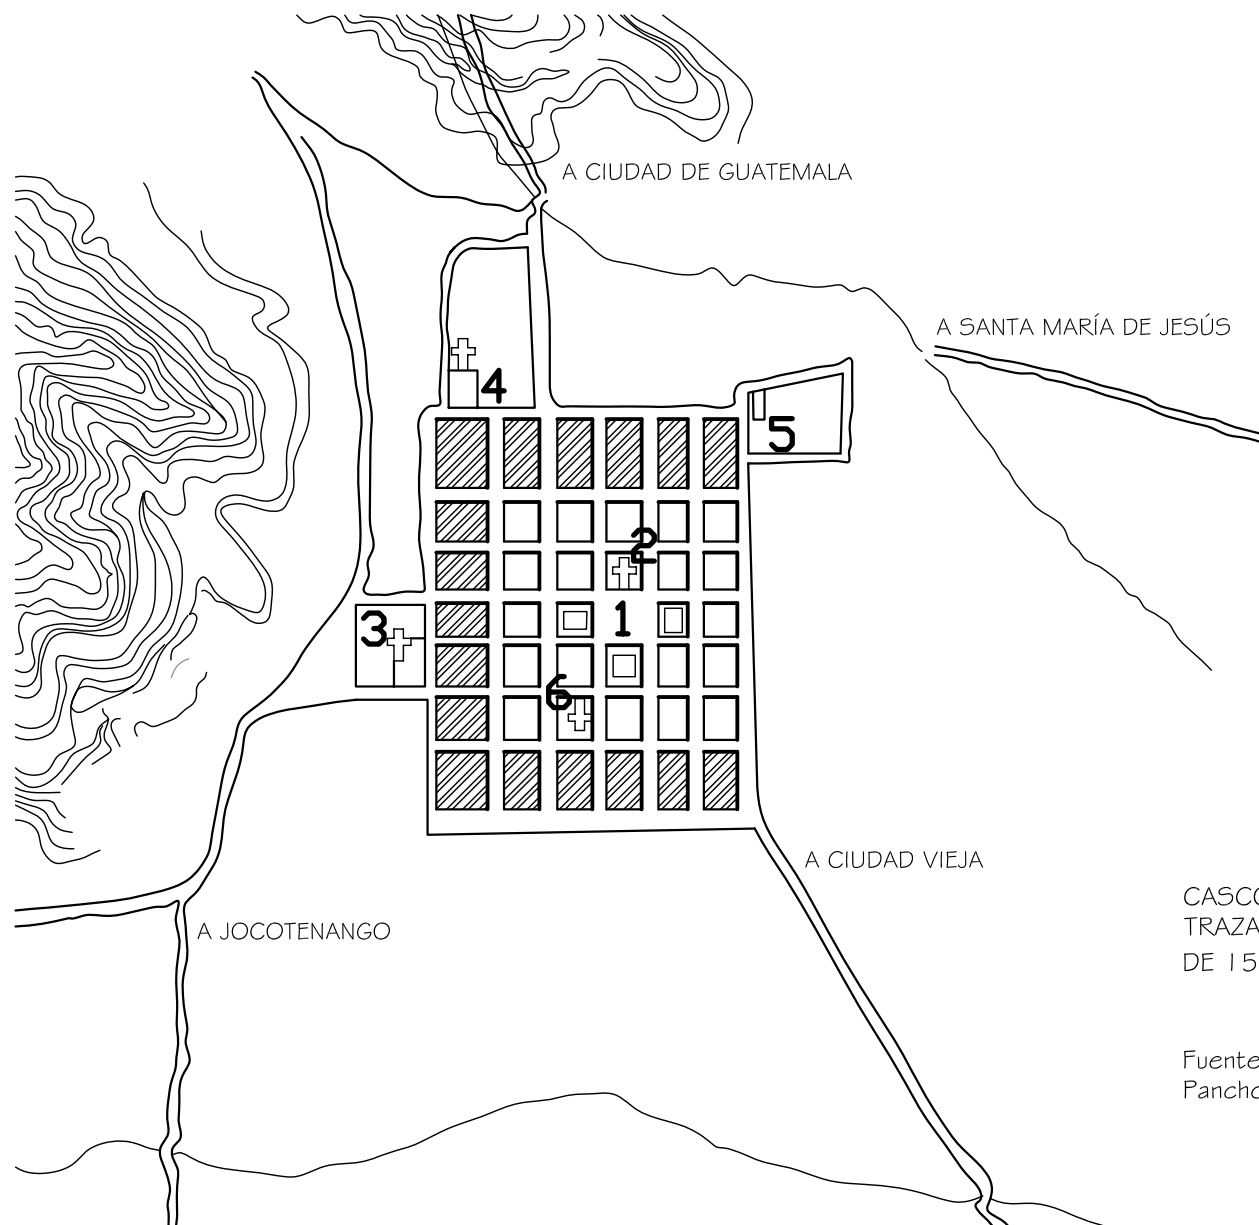 A CIUDAD DE GUATEMALA
A SANTA MARÍA DE JESÚS
4
5
2
3
1
6
A CIUDAD VIEJA
A JOCOTENANGO
CASCO
TRAZA
DE 15
Fuente
Pancho